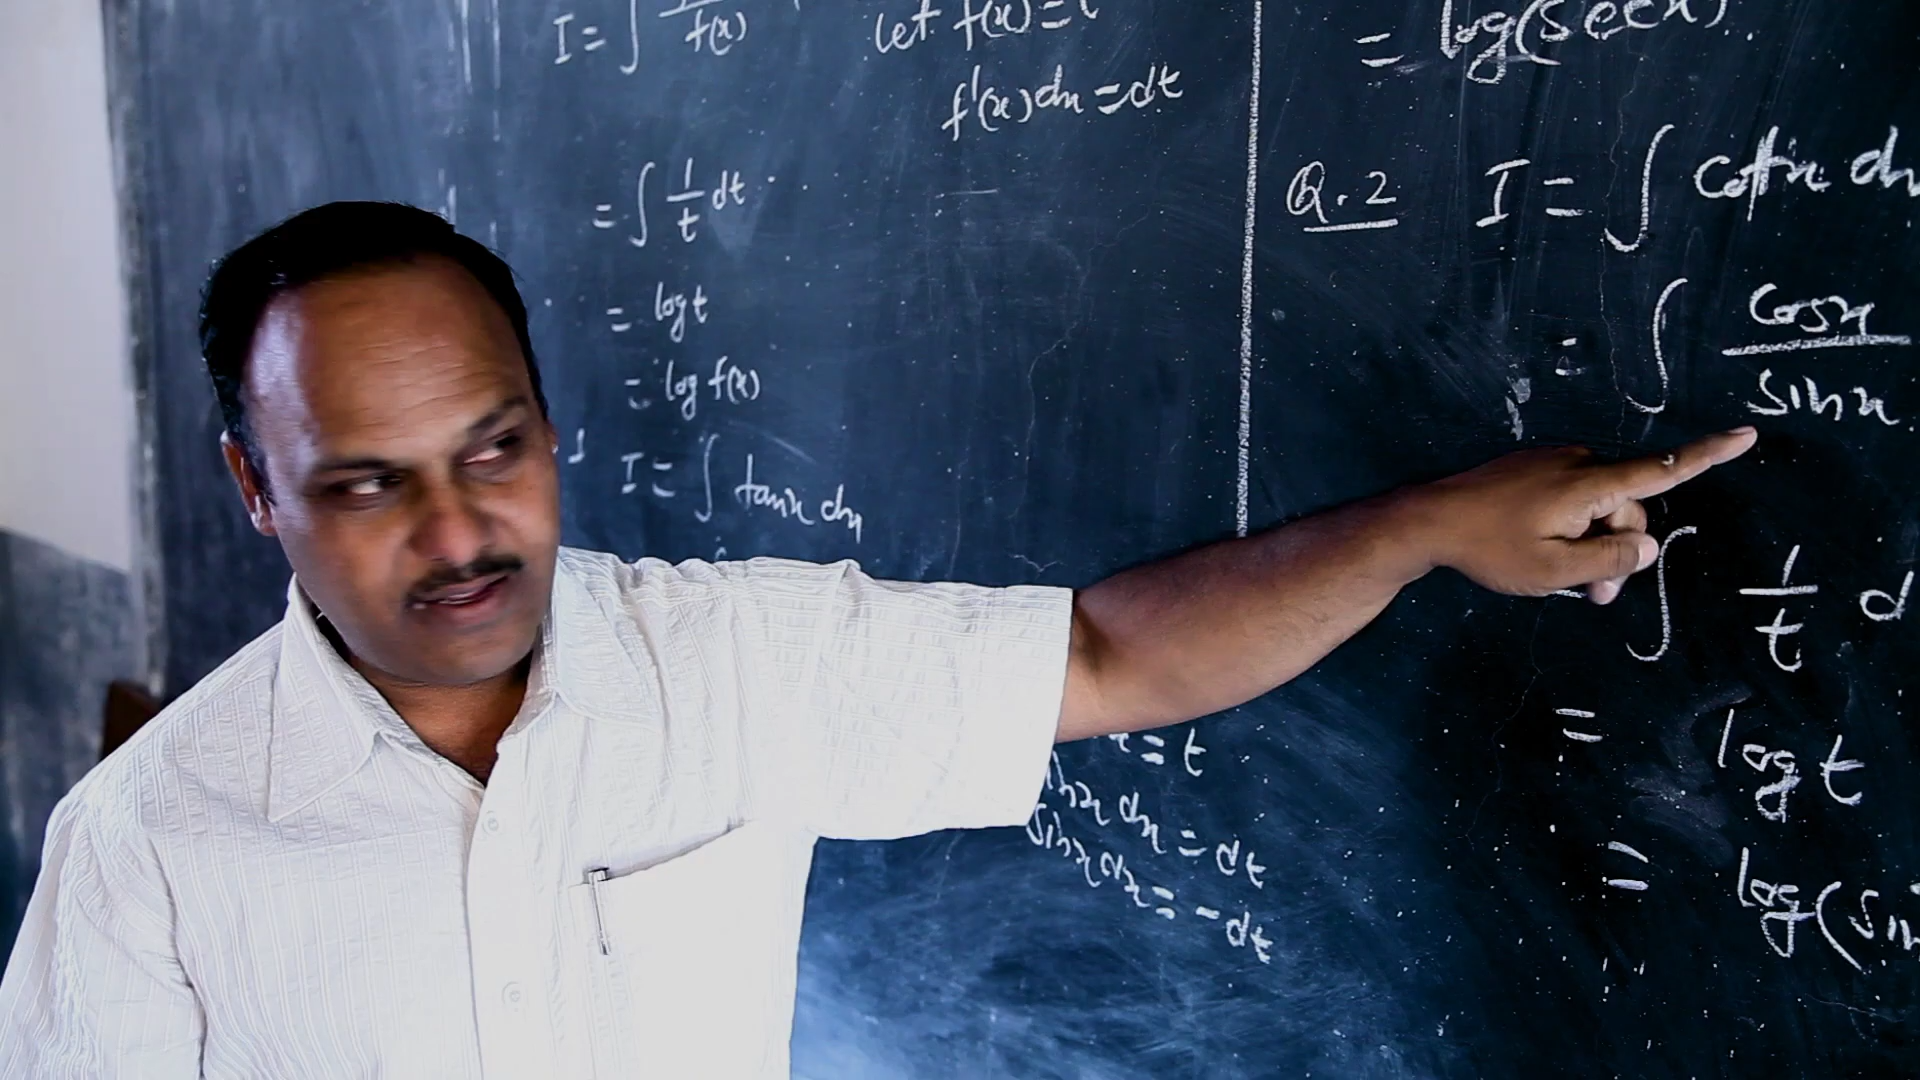 I = ∫ f(x)
let f(x) = t
f'(x) dx = dt
= ∫ 1/t dt
= log t
= log f(x)
I = ∫ tanx dx
= t
sinx dx = dt
sinx dx = - dt
= log(secx)
Q.2 I = ∫ cotx dx
= ∫ cosx/sinx
∫ 1/t d
= log t
= log(sin